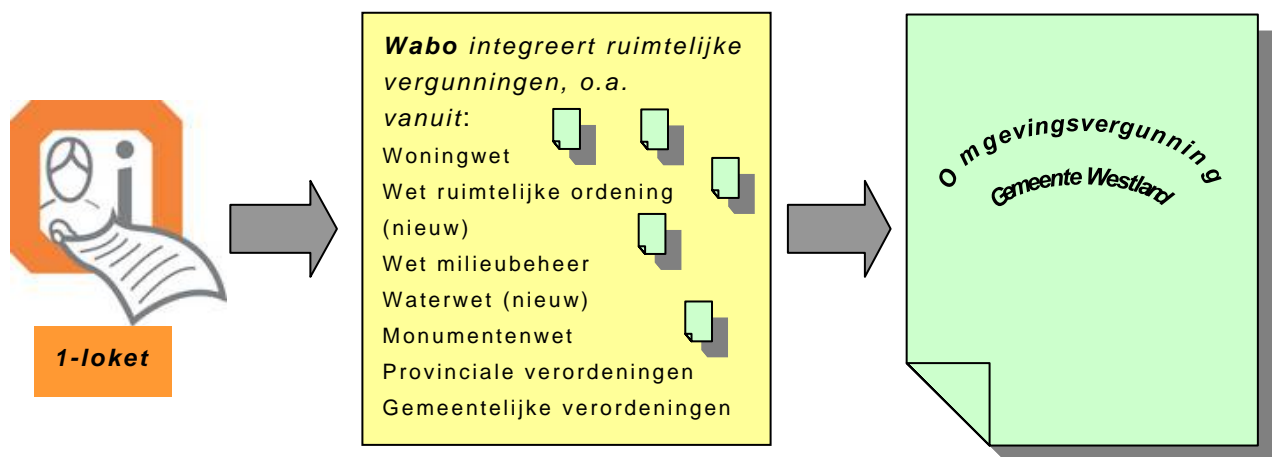 1-loket
Wabo integreert ruimtelijke
vergunningen, o.a.
vanuit:
Woningwet
Wet ruimtelijke ordening
(nieuw)
Wet milieubeheer
Waterwet (nieuw)
Monumentenwet
Provinciale verordeningen
Gemeentelijke verordeningen
Omgevingsvergunning
Gemeente Westland